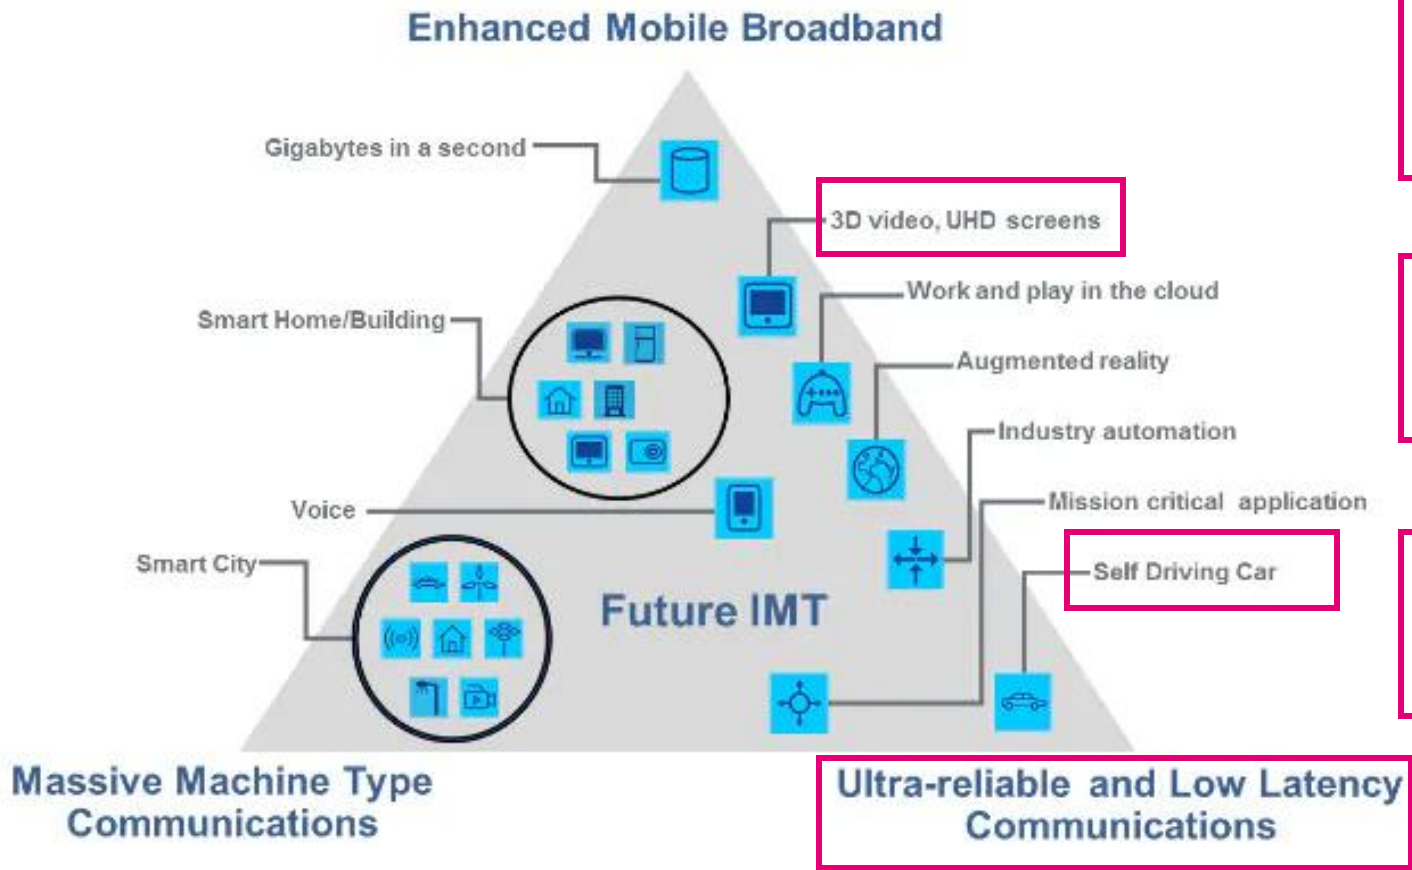 Enhanced Mobile Broadband
Gigabytes in a second
3D video, UHD screens
Work and play in the cloud
Smart Home/Building
Augmented reality
Industry automation
Mission critical application
Voice
Smart City
Self Driving Car
Future IMT
Massive Machine Type
Communications
Ultra-reliable and Low Latency
Communications